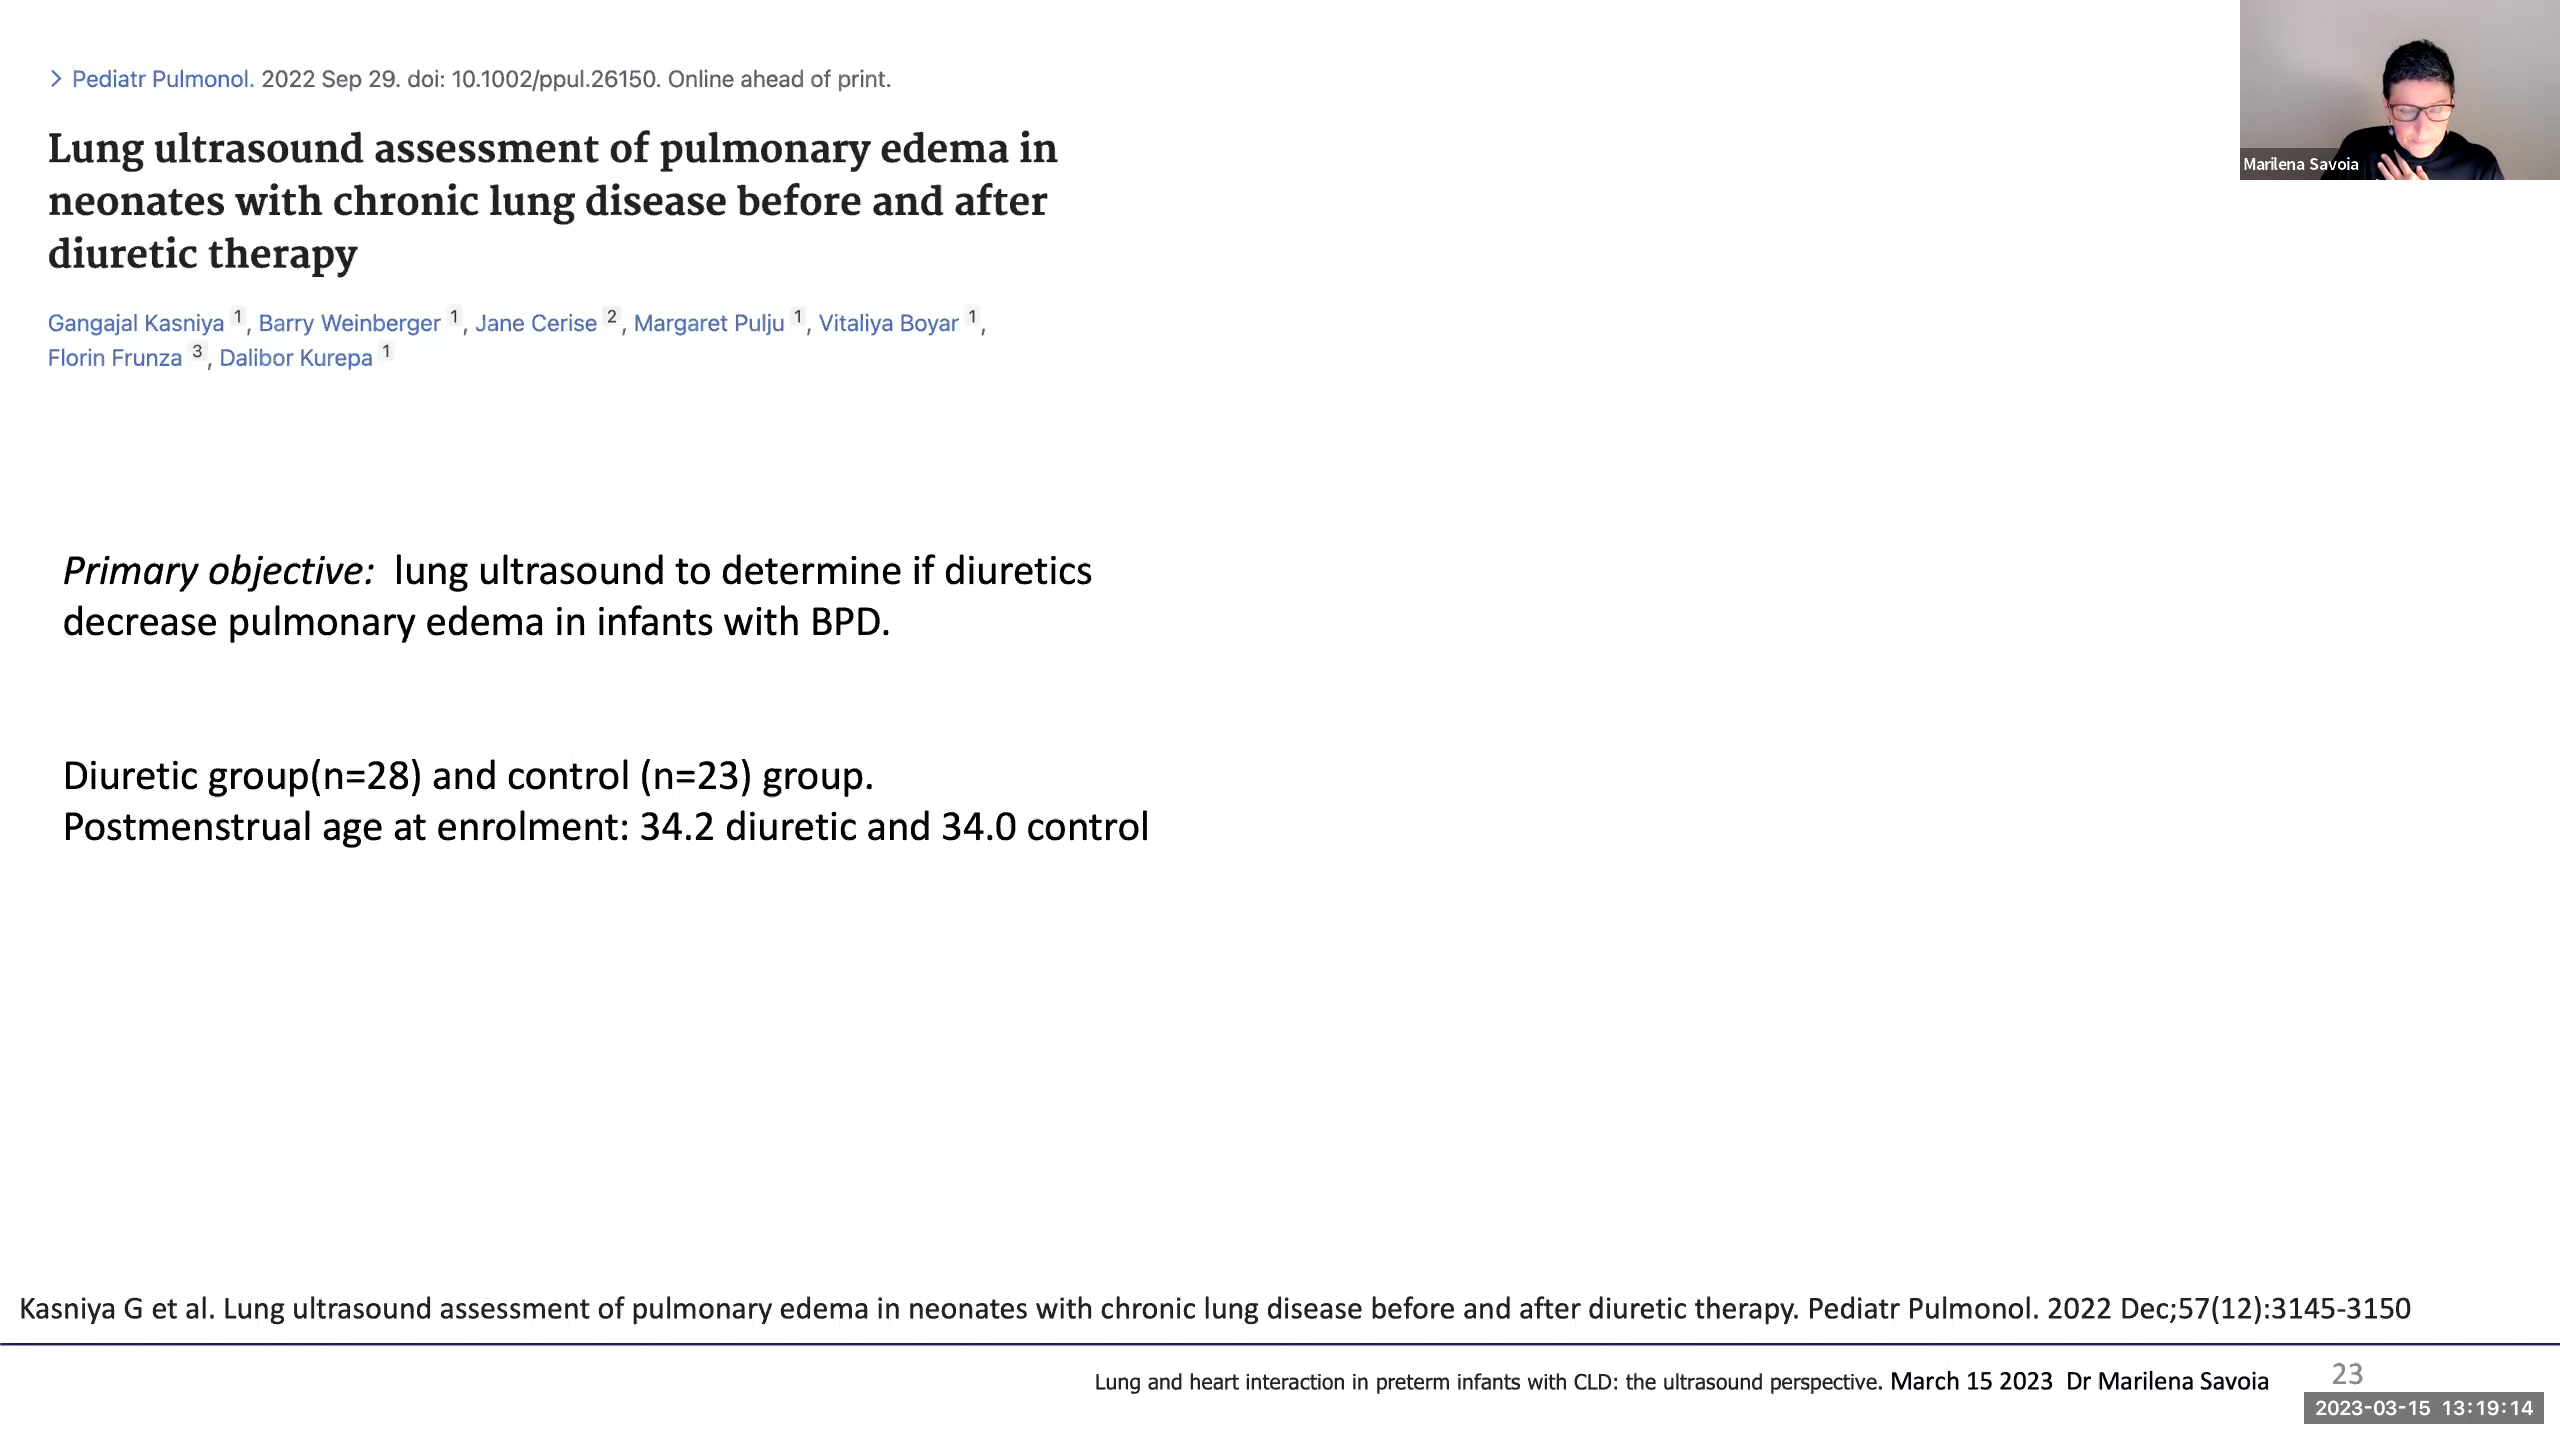 > Pediatr Pulmonol. 2022 Sep 29. doi: 10.1002/ppul.26150. Online ahead of print.
Lung ultrasound assessment of pulmonary edema in
neonates with chronic lung disease before and after
diuretic therapy
Gangajal Kasniya 1, Barry Weinberger 1, Jane Cerise 2, Margaret Pulju 1, Vitaliya Boyar 1,
Florin Frunza 3, Dalibor Kurepa 1
Marilena Savoia
Primary objective: lung ultrasound to determine if diuretics
decrease pulmonary edema in infants with BPD.
Diuretic group(n=28) and control (n=23) group.
Postmenstrual age at enrolment: 34.2 diuretic and 34.0 control
Kasniya G et al. Lung ultrasound assessment of pulmonary edema in neonates with chronic lung disease before and after diuretic therapy. Pediatr Pulmonol. 2022 Dec;57(12):3145-3150
Lung and heart interaction in preterm infants with CLD: the ultrasound perspective. March 15 2023 Dr Marilena Savoia
23
2023-03-15 13:19:14